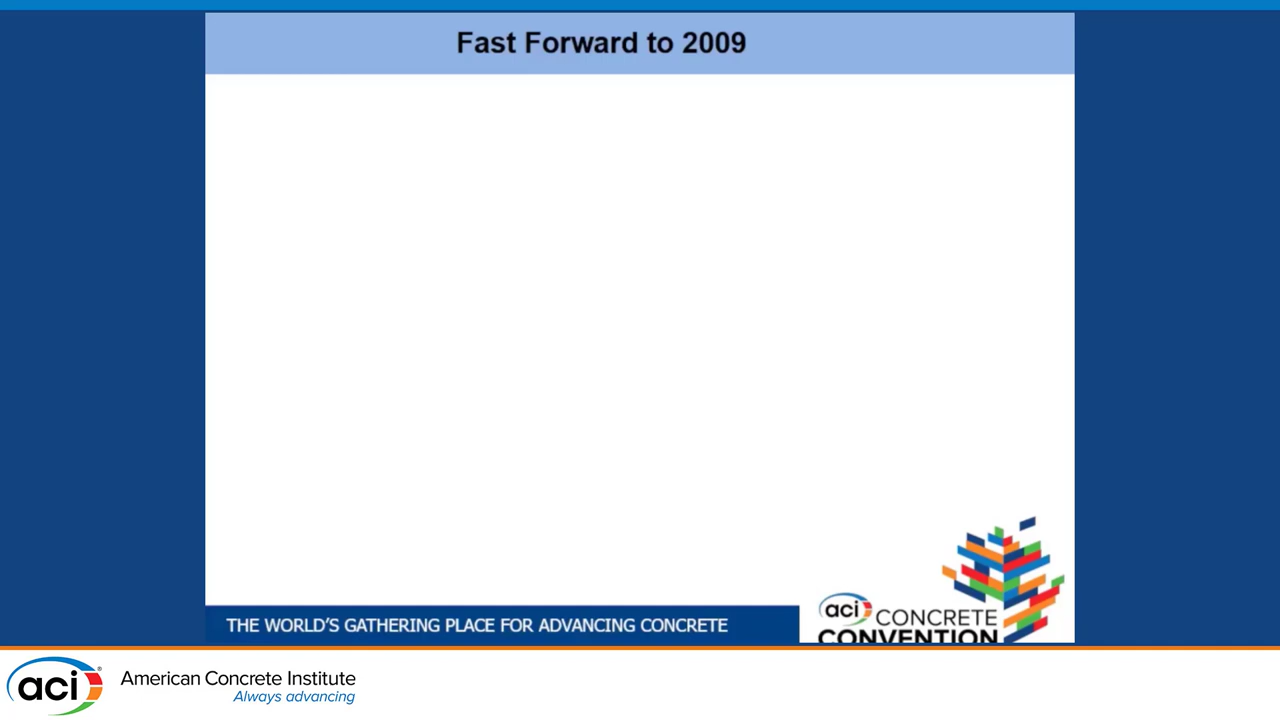 Fast Forward to 2009
THE WORLD'S GATHERING PLACE FOR ADVANCING CONCRETE
aci CONCRETE
CONVENTION
aci® American Concrete Institute
Always advancing